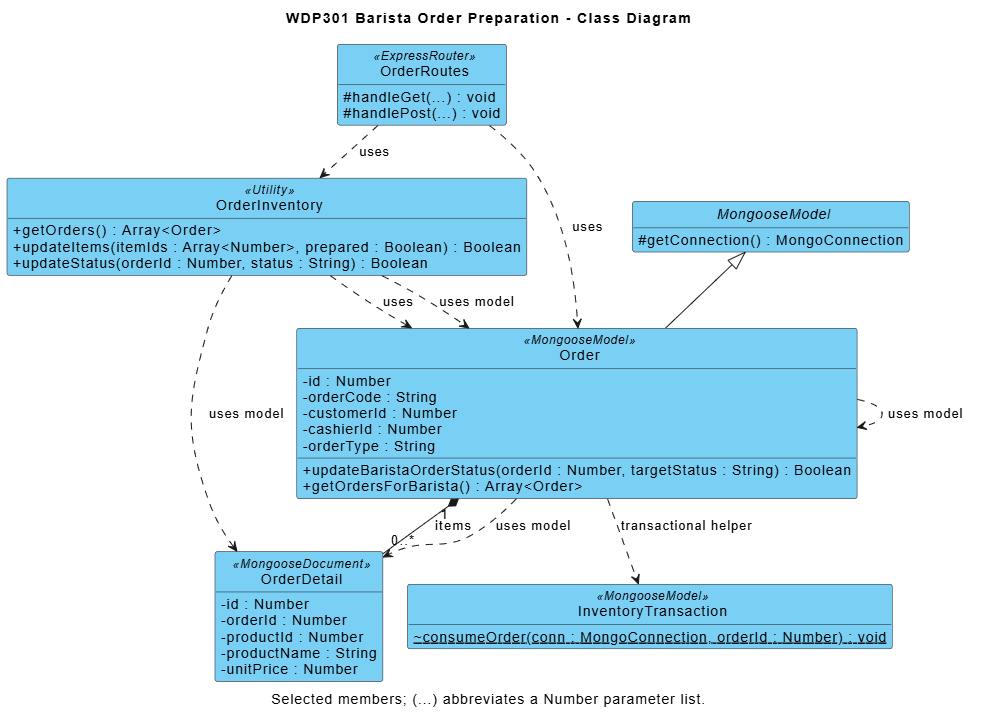 WDP301 Barista Order Preparation - Class Diagram
«ExpressRouter»
OrderRoutes
#handleGet(...) : void
#handlePost(...) : void
uses
«Utility»
OrderInventory
+getOrders() : Array<Order>
+updateItems(itemIds : Array<Number>, prepared : Boolean) : Boolean
+updateStatus(orderId : Number, status : String) : Boolean
uses
MongooseModel
#getConnection() : MongoConnection
uses
uses model
«MongooseModel»
Order
-id : Number
-orderCode : String
-customerId : Number
-cashierId : Number
-orderType : String
+updateBaristaOrderStatus(orderId : Number, targetStatus : String) : Boolean
+getOrdersForBarista() : Array<Order>
uses model
uses model
1
items
0..*
uses model
transactional helper
«MongooseDocument»
OrderDetail
-id : Number
-orderId : Number
-productId : Number
-productName : String
-unitPrice : Number
«MongooseModel»
InventoryTransaction
~consumeOrder(conn : MongoConnection, orderId : Number) : void
Selected members; (...) abbreviates a Number parameter list.